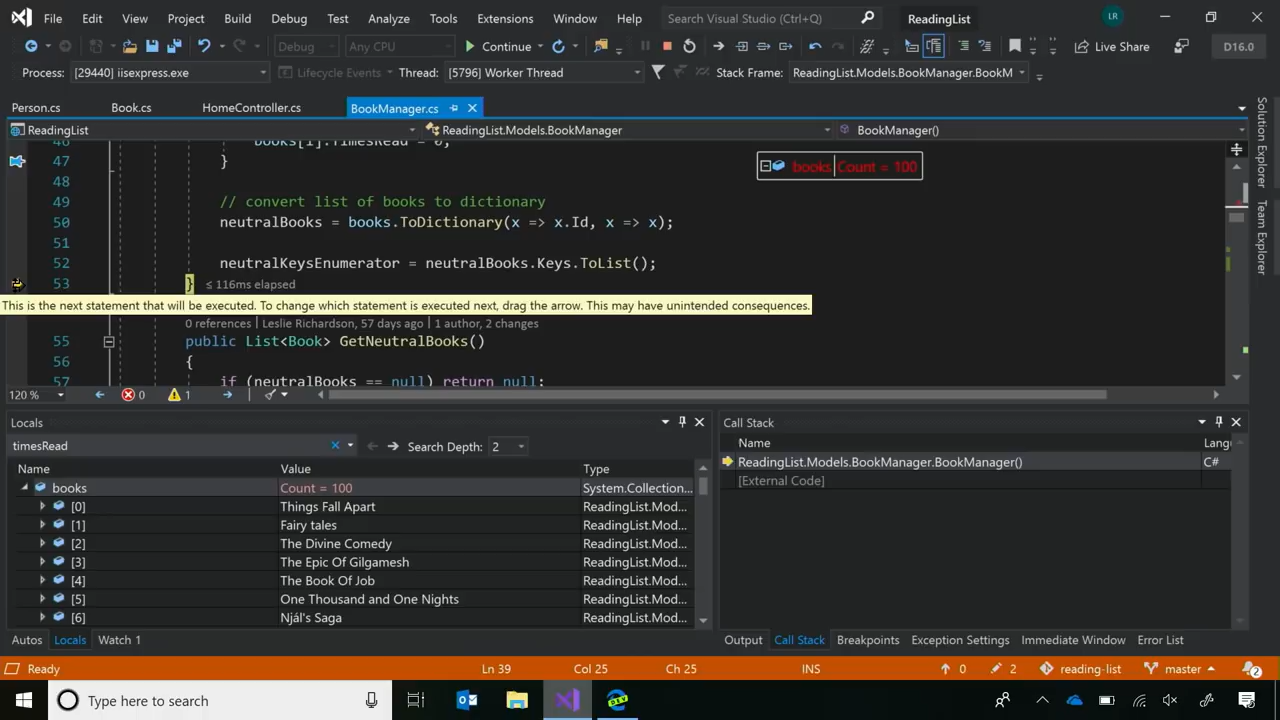 File Edit View Project Build Debug Test Analyze Tools Extensions Window Help Search Visual Studio (Ctrl+Q) ReadingList LR
Debug Any CPU Continue Live Share D16.0
Process: [29440] iisexpress.exe Lifecycle Events Thread: [5796] Worker Thread Stack Frame: ReadingList.Models.BookManager.BookM
Person.cs Book.cs HomeController.cs BookManager.cs
ReadingList ReadingList.Models.BookManager BookManager()
46 books[i].TimesRead = 0;
47 }
books Count = 100
48
49 // convert list of books to dictionary
50 neutralBooks = books.ToDictionary(x => x.Id, x => x);
51
52 neutralKeysEnumerator = neutralBooks.Keys.ToList();
53 } ≤ 116ms elapsed
This is the next statement that will be executed. To change which statement is executed next, drag the arrow. This may have unintended consequences.
0 references | Leslie Richardson, 57 days ago | 1 author, 2 changes
55 public List<Book> GetNeutralBooks()
56 {
57 if (neutralBooks == null) return null;
120 % 0 1
Locals
timesRead Search Depth: 2
Name Value Type
books Count = 100 System.Collection...
[0] Things Fall Apart ReadingList.Mod...
[1] Fairy tales ReadingList.Mod...
[2] The Divine Comedy ReadingList.Mod...
[3] The Epic Of Gilgamesh ReadingList.Mod...
[4] The Book Of Job ReadingList.Mod...
[5] One Thousand and One Nights ReadingList.Mod...
[6] Njál's Saga ReadingList.Mod...
Autos Locals Watch 1
Call Stack
Name Lang
ReadingList.Models.BookManager.BookManager() C#
[External Code]
Output Call Stack Breakpoints Exception Settings Immediate Window Error List
Solution Explorer
Team Explorer
Ready Ln 39 Col 25 Ch 25 INS 0 2 reading-list master 2
Type here to search